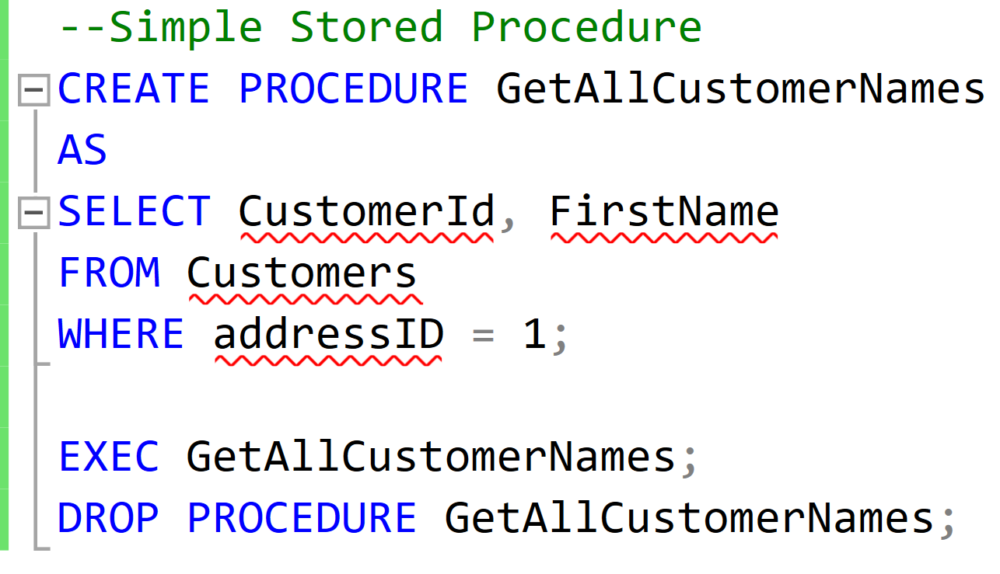 --Simple Stored Procedure
CREATE PROCEDURE GetAllCustomerNames
AS
SELECT CustomerId, FirstName
FROM Customers
WHERE addressID = 1;
EXEC GetAllCustomerNames;
DROP PROCEDURE GetAllCustomerNames;